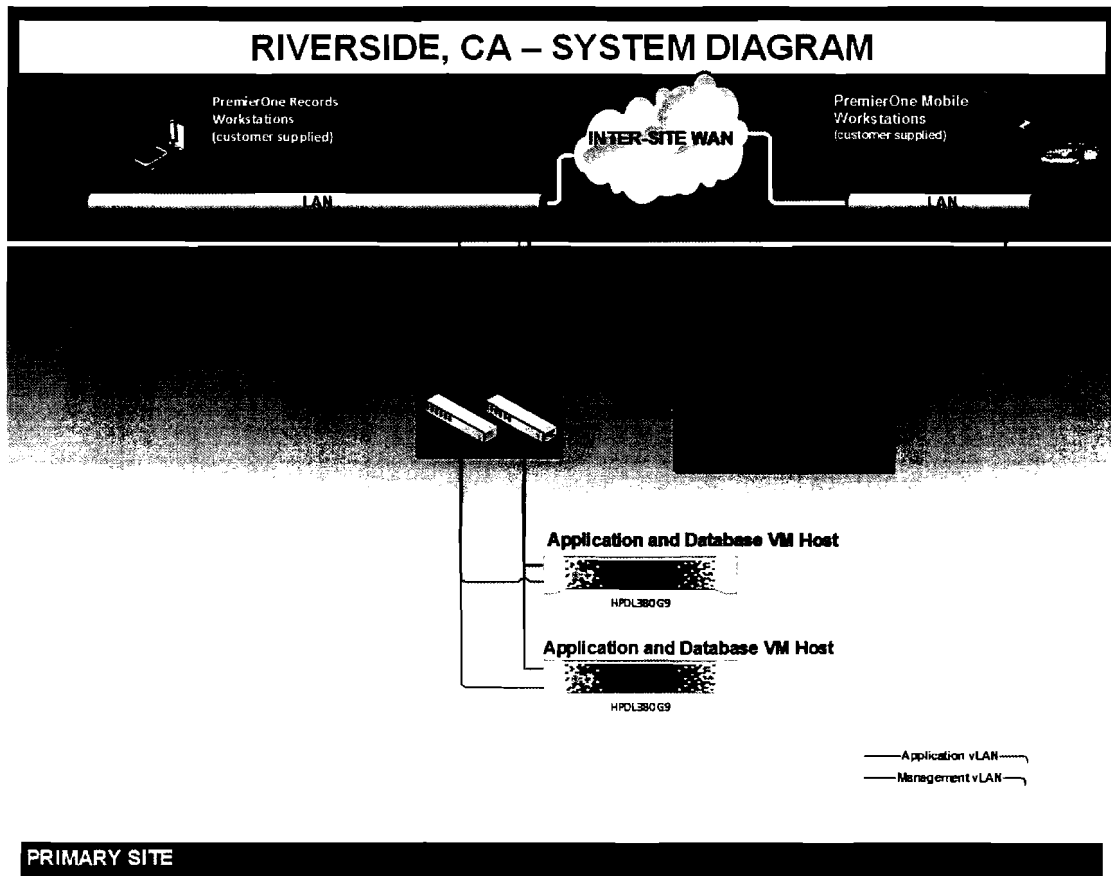 RIVERSIDE, CA – SYSTEM DIAGRAM
PremierOne Records
Workstations
(customer supplied)
INTER-SITE WAN
PremierOne Mobile
Workstations
(customer supplied)
LAN
LAN
Application and Database VM Host
HPDL380G9
Application and Database VM Host
HPDL380G9
Application vLAN
Management vLAN
PRIMARY SITE